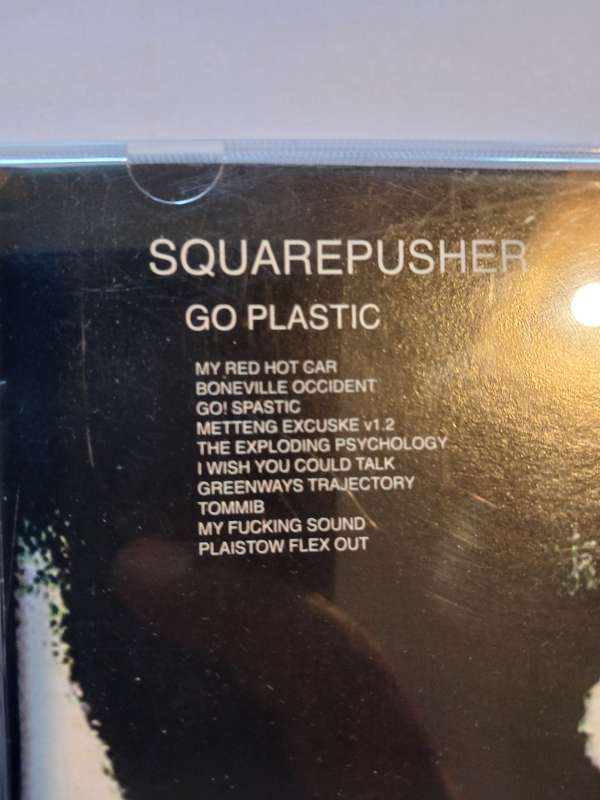 SQUAREPUSHER
GO PLASTIC
MY RED HOT CAR
BONEVILLE OCCIDENT
GO! SPASTIC
METTENG EXCUSKE v1.2
THE EXPLODING PSYCHOLOGY
I WISH YOU COULD TALK
GREENWAYS TRAJECTORY
TOMMIB
MY FUCKING SOUND
PLAISTOW FLEX OUT